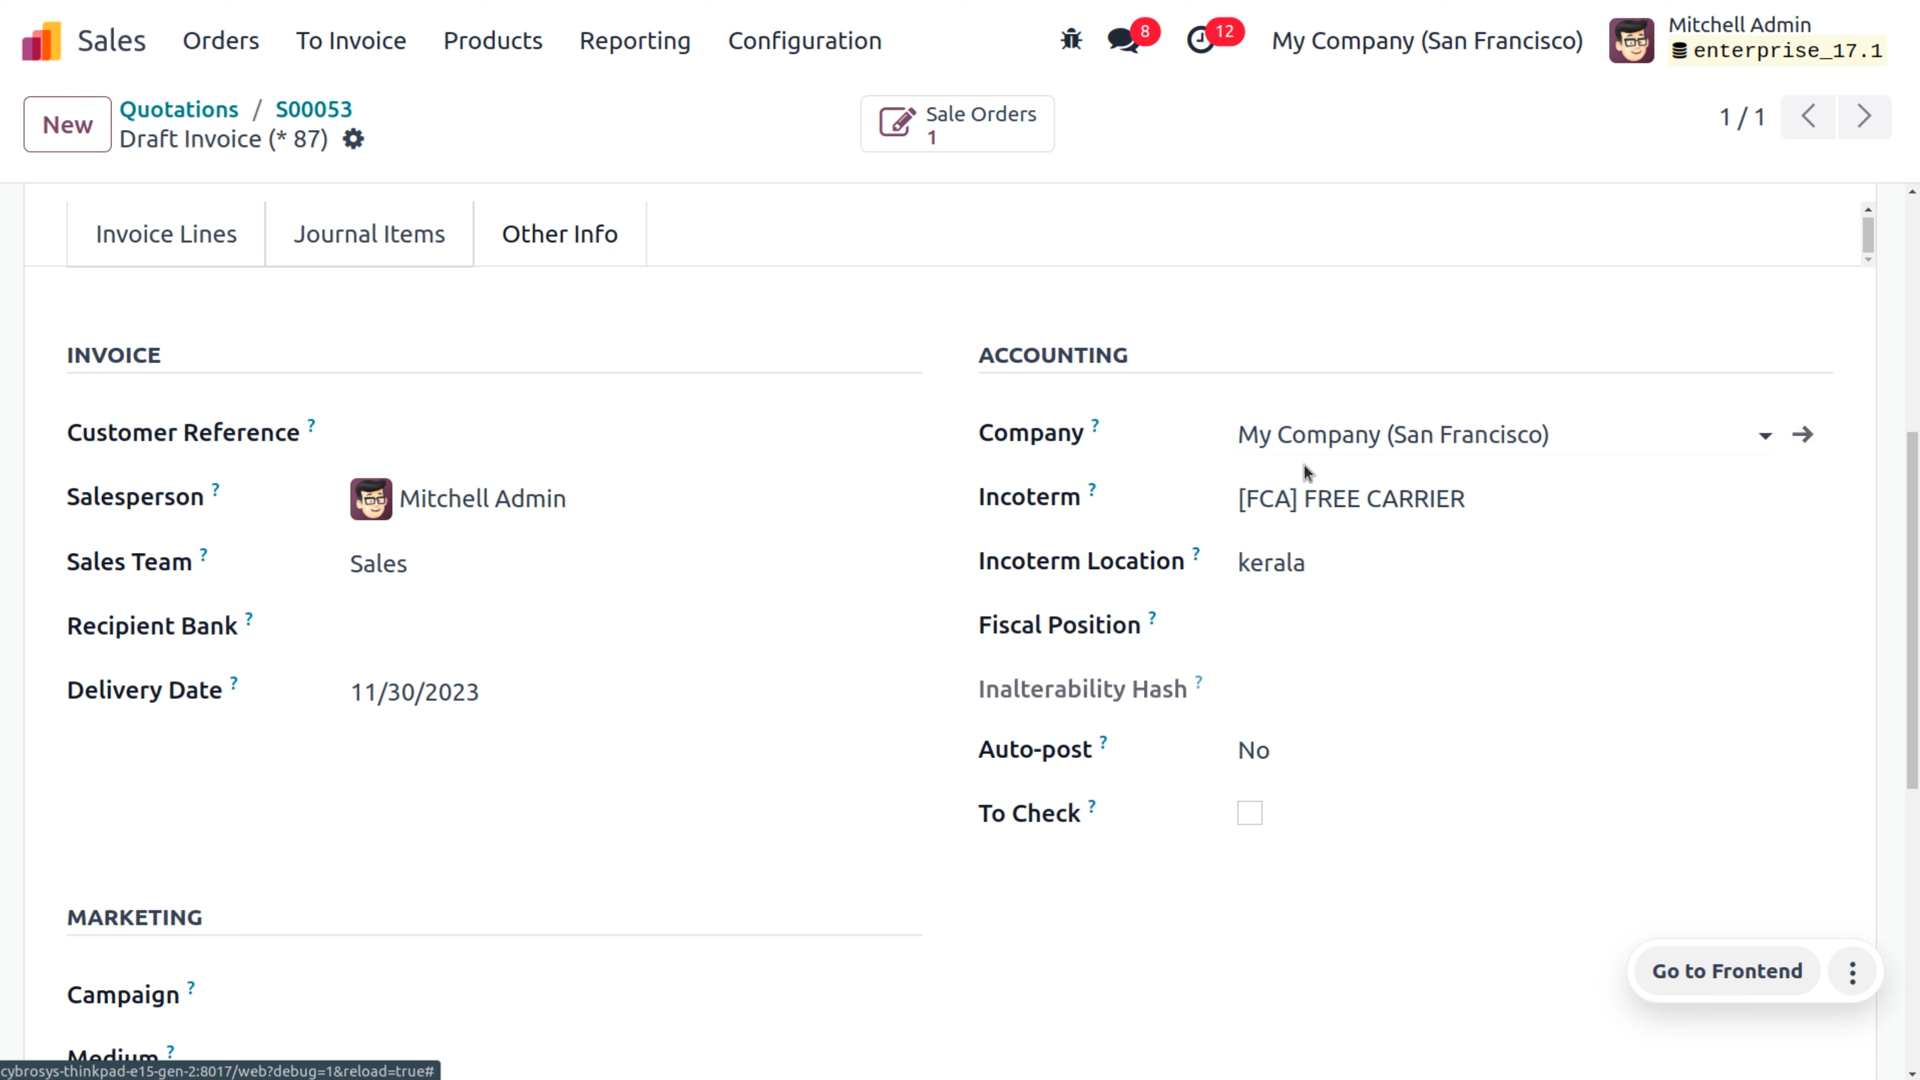 Sales Orders To Invoice Products Reporting Configuration 8 12 My Company (San Francisco) Mitchell Admin
enterprise_17.1
New Quotations / S00053
Draft Invoice (* 87)
Sale Orders
1
1 / 1
Invoice Lines Journal Items Other Info
INVOICE
Customer Reference ?
Salesperson ? Mitchell Admin
Sales Team ? Sales
Recipient Bank ?
Delivery Date ? 11/30/2023
ACCOUNTING
Company ? My Company (San Francisco)
Incoterm ? [FCA] FREE CARRIER
Incoterm Location ? kerala
Fiscal Position ?
Inalterability Hash ?
Auto-post ? No
To Check ?
MARKETING
Campaign ?
Medium ?
Go to Frontend
cybrosys-thinkpad-e15-gen-2:8017/web?debug=1&reload=true#